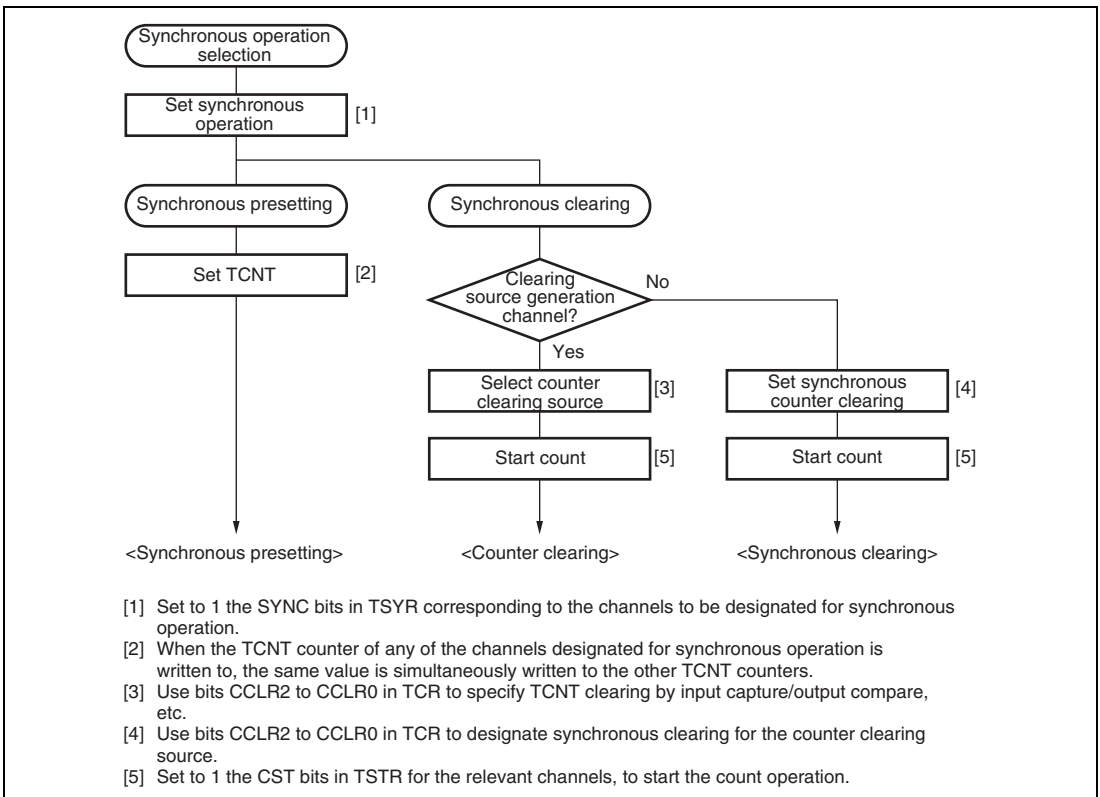 Synchronous operation
selection
Set synchronous
operation
[1]
Synchronous presetting
Synchronous clearing
Set TCNT
[2]
Clearing
source generation
channel?
No
Yes
Select counter
clearing source
[3]
Set synchronous
counter clearing
[4]
Start count
[5]
Start count
[5]
<Synchronous presetting>
<Counter clearing>
<Synchronous clearing>
[1] Set to 1 the SYNC bits in TSYR corresponding to the channels to be designated for synchronous
operation.
[2] When the TCNT counter of any of the channels designated for synchronous operation is
written to, the same value is simultaneously written to the other TCNT counters.
[3] Use bits CCLR2 to CCLR0 in TCR to specify TCNT clearing by input capture/output compare,
etc.
[4] Use bits CCLR2 to CCLR0 in TCR to designate synchronous clearing for the counter clearing
source.
[5] Set to 1 the CST bits in TSTR for the relevant channels, to start the count operation.